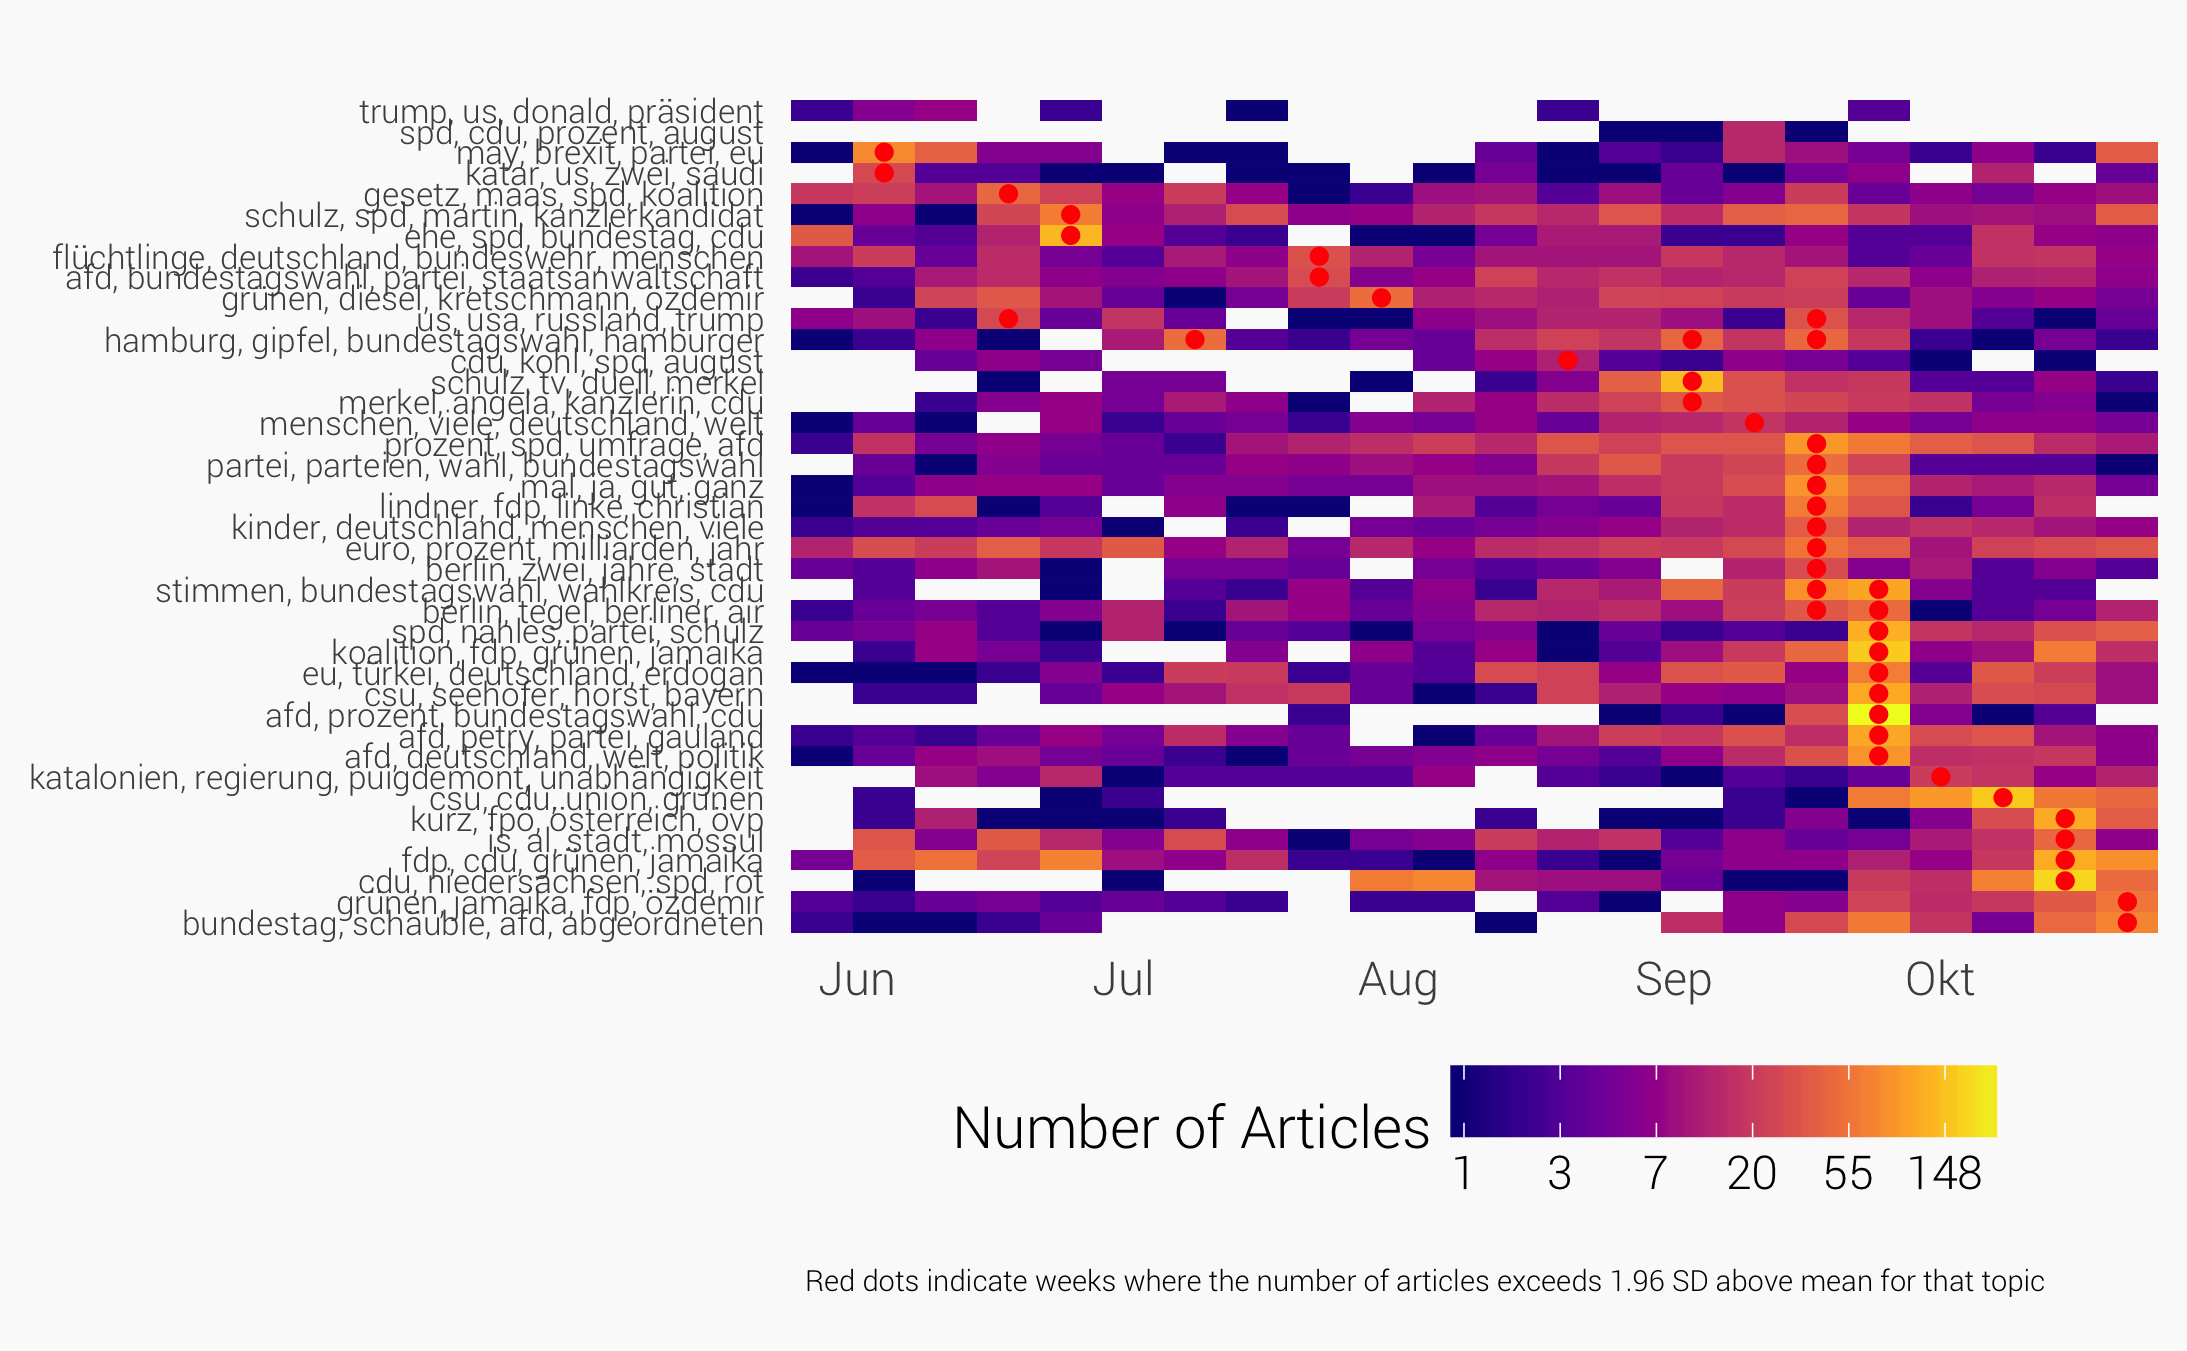 trump, us, donald, präsident
spd, cdu, prozent, august
may, brexit, partei, eu
katar, us, zwei, saudi
gesetz, maas, spd, koalition
schulz, spd, martin, kanzlerkandidat
ehe, spd, bundestag, cdu
flüchtlinge, deutschland, bundeswehr, menschen
afd, bundestagswahl, partei, staatsanwaltschaft
grünen, diesel, kretschmann, özdemir
us, usa, russland, trump
hamburg, gipfel, bundestagswahl, hamburger
cdu, kohl, spd, august
schulz, tv, duell, merkel
merkel, angela, kanzlerin, cdu
menschen, viele, deutschland, welt
prozent, spd, umfrage, afd
partei, parteien, wahl, bundestagswahl
mal, ja, gut, ganz
lindner, fdp, linke, christian
kinder, deutschland, menschen, viele
euro, prozent, milliarden, jahr
berlin, zwei, jahre, stadt
stimmen, bundestagswahl, wahlkreis, cdu
berlin, tegel, berliner, air
spd, nahles, partei, schulz
koalition, fdp, grünen, jamaika
eu, türkei, deutschland, erdogan
csu, seehofer, horst, bayern
afd, prozent, bundestagswahl, cdu
afd, petry, partei, gauland
afd, deutschland, welt, politik
katalonien, regierung, puigdemont, unabhängigkeit
csu, cdu, union, grünen
kurz, fpö, österreich, övp
is, al, stadt, mossul
fdp, cdu, grünen, jamaika
cdu, niedersachsen, spd, rot
grünen, jamaika, fdp, özdemir
bundestag, schäuble, afd, abgeordneten
Jun Jul Aug Sep Okt
Number of Articles
1 3 7 20 55 148
Red dots indicate weeks where the number of articles exceeds 1.96 SD above mean for that topic